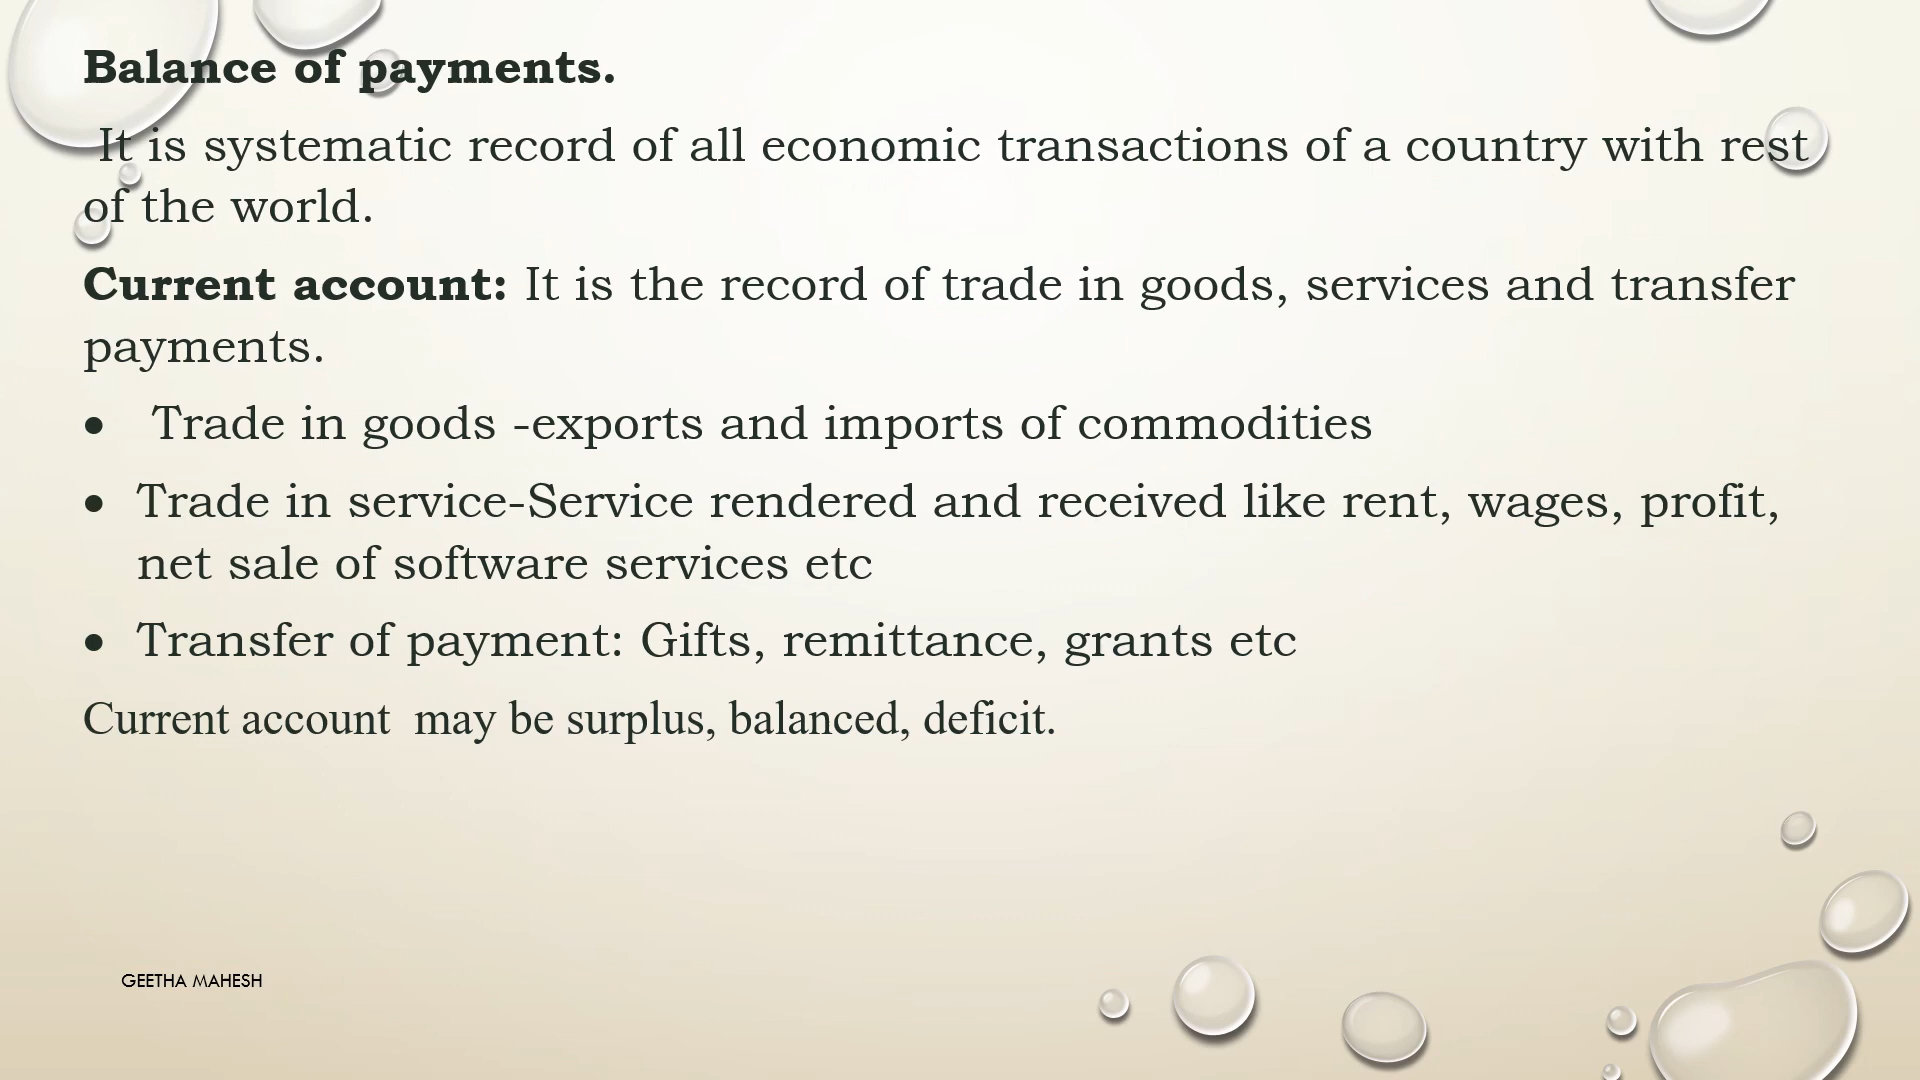 Balance of payments.
It is systematic record of all economic transactions of a country with rest
of the world.
Current account: It is the record of trade in goods, services and transfer
payments.
• Trade in goods -exports and imports of commodities
• Trade in service-Service rendered and received like rent, wages, profit,
net sale of software services etc
• Transfer of payment: Gifts, remittance, grants etc
Current account  may be surplus, balanced, deficit.
GEETHA MAHESH